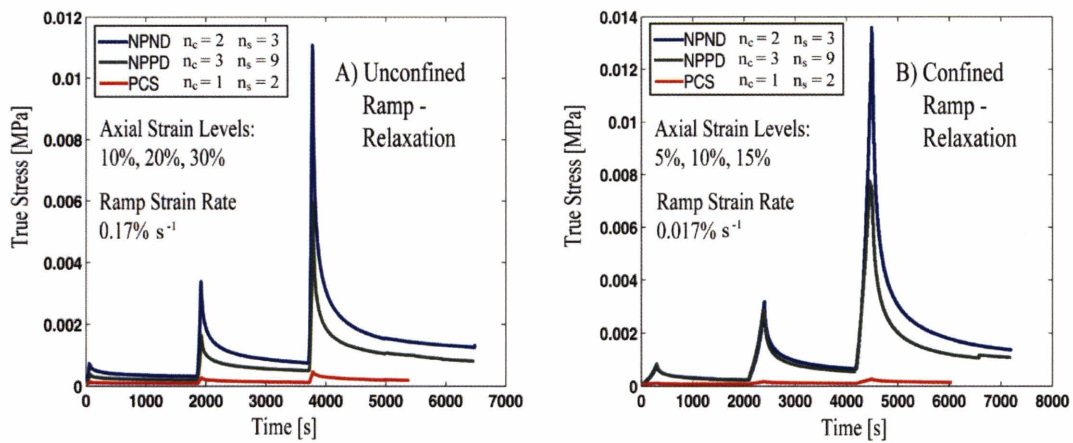 NPND n_c = 2 n_s = 3
NPPD n_c = 3 n_s = 9
PCS n_c = 1 n_s = 2
A) Unconfined
Ramp -
Relaxation
Axial Strain Levels:
10%, 20%, 30%
Ramp Strain Rate
0.17% s⁻¹
True Stress [MPa]
0.012
0.01
0.008
0.006
0.004
0.002
0
0 1000 2000 3000 4000 5000 6000 7000
Time [s]
NPND n_c = 2 n_s = 3
NPPD n_c = 3 n_s = 9
PCS n_c = 1 n_s = 2
B) Confined
Ramp -
Relaxation
Axial Strain Levels:
5%, 10%, 15%
Ramp Strain Rate
0.017% s⁻¹
True Stress [MPa]
0.014
0.012
0.01
0.008
0.006
0.004
0.002
0
0 1000 2000 3000 4000 5000 6000 7000 8000
Time [s]